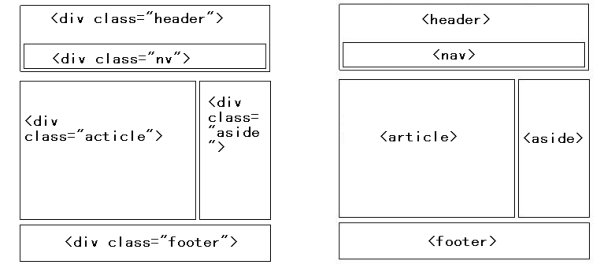 <div class="header">
<div class="nv">
<div
class="acticle">
<div
class=
"aside
">
<div class="footer">
<header>
<nav>
<article>
<aside>
<footer>